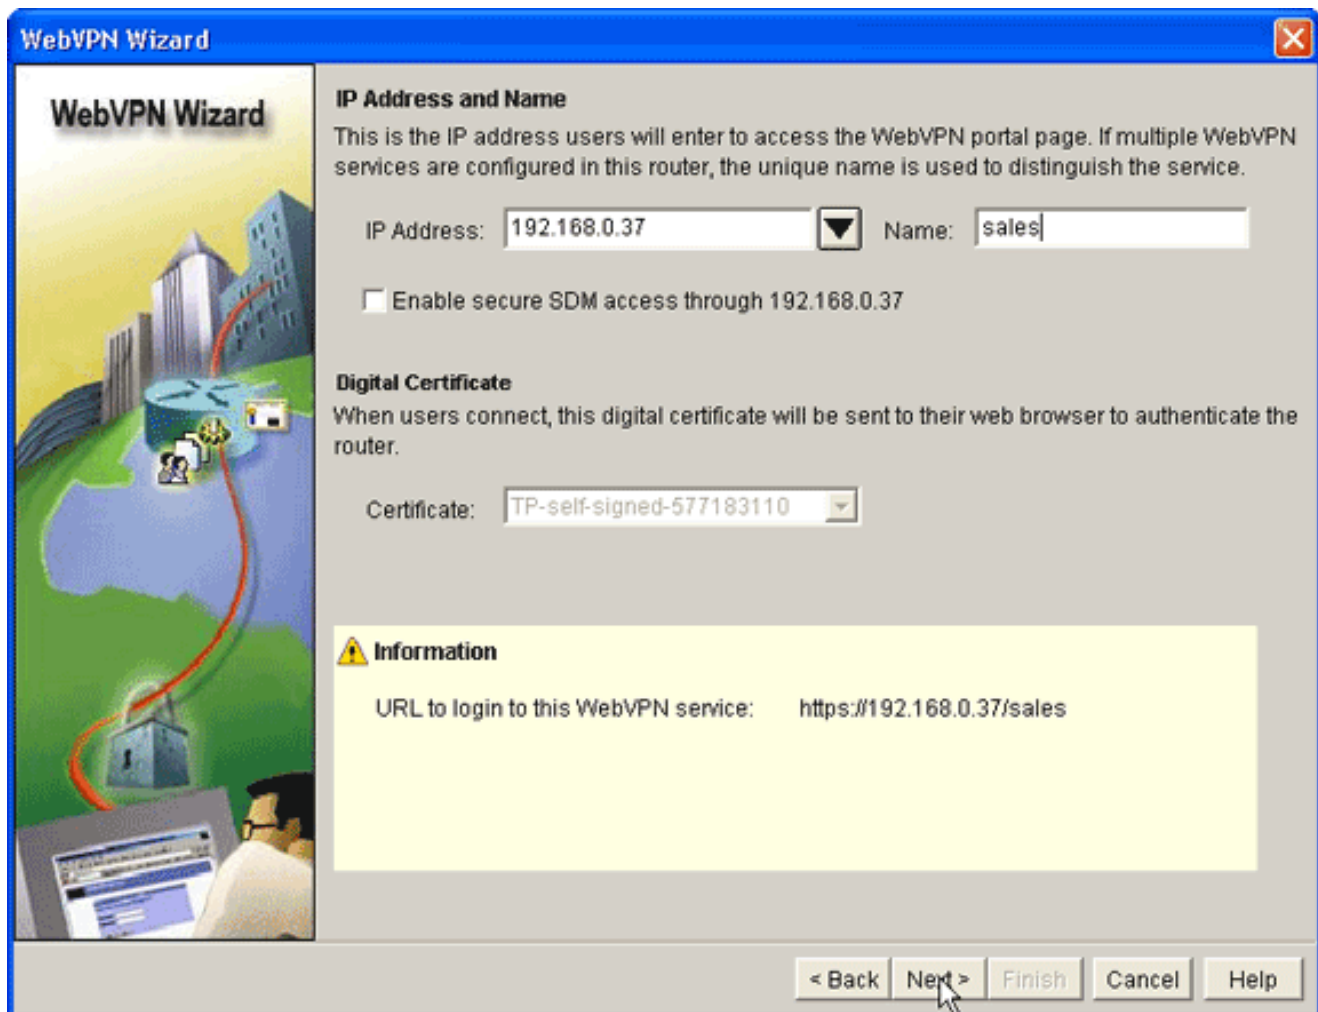 WebVPN Wizard
WebVPN Wizard
IP Address and Name
This is the IP address users will enter to access the WebVPN portal page. If multiple WebVPN
services are configured in this router, the unique name is used to distinguish the service.
IP Address: 192.168.0.37 Name: sales
Enable secure SDM access through 192.168.0.37
Digital Certificate
When users connect, this digital certificate will be sent to their web browser to authenticate the
router.
Certificate: TP-self-signed-577183110
Information
URL to login to this WebVPN service: https://192.168.0.37/sales
< Back Next > Finish Cancel Help